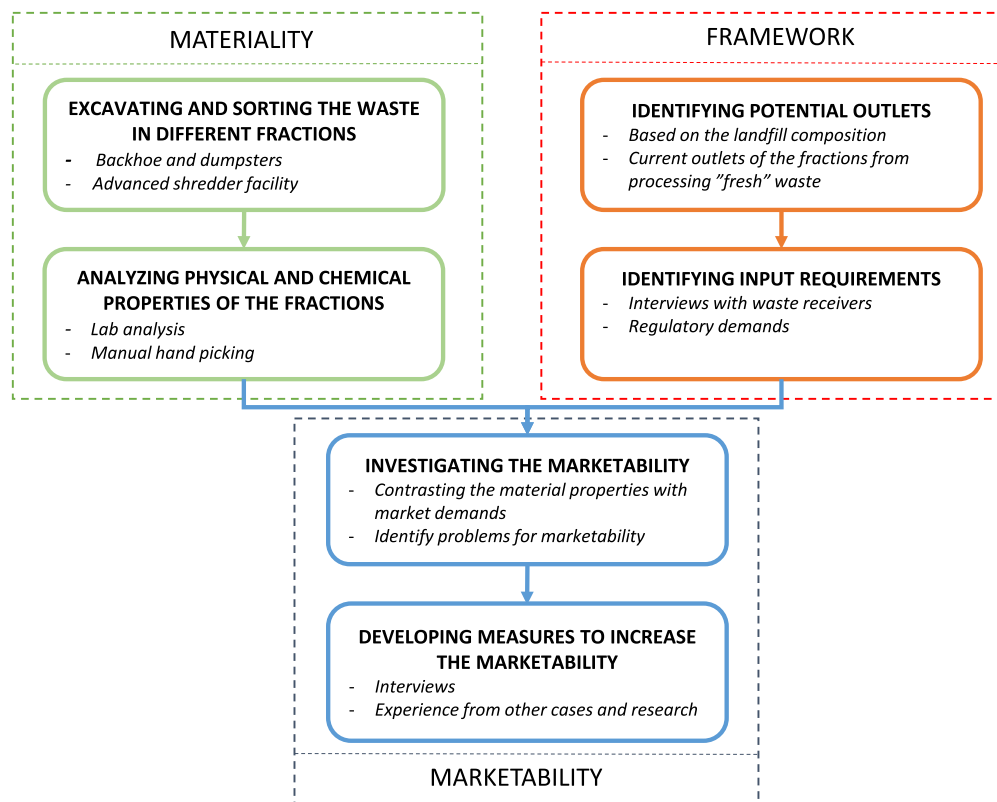 MATERIALITY
EXCAVATING AND SORTING THE WASTE
IN DIFFERENT FRACTIONS
- Backhoe and dumpsters
- Advanced shredder facility
ANALYZING PHYSICAL AND CHEMICAL
PROPERTIES OF THE FRACTIONS
- Lab analysis
- Manual hand picking
FRAMEWORK
IDENTIFYING POTENTIAL OUTLETS
- Based on the landfill composition
- Current outlets of the fractions from
processing ”fresh” waste
IDENTIFYING INPUT REQUIREMENTS
- Interviews with waste receivers
- Regulatory demands
INVESTIGATING THE MARKETABILITY
- Contrasting the material properties with
market demands
- Identify problems for marketability
DEVELOPING MEASURES TO INCREASE
THE MARKETABILITY
- Interviews
- Experience from other cases and research
MARKETABILITY